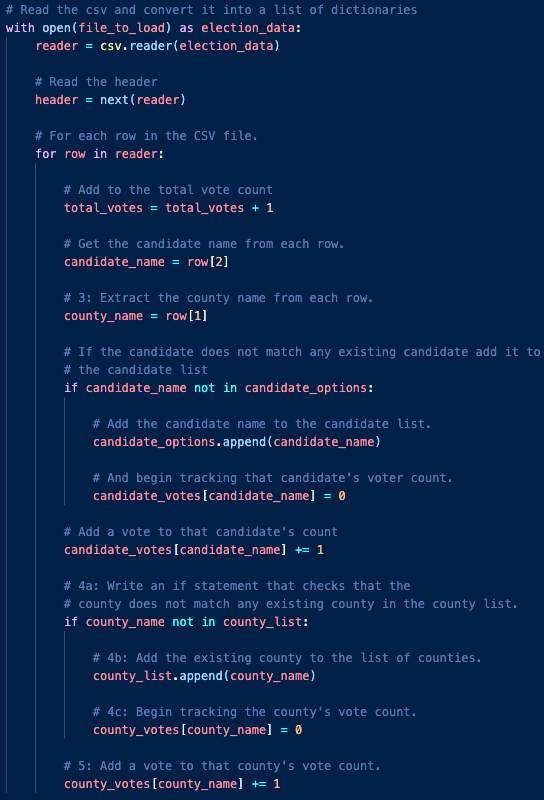 # Read the csv and convert it into a list of dictionaries
with open(file_to_load) as election_data:
    reader = csv.reader(election_data)

    # Read the header
    header = next(reader)

    # For each row in the CSV file.
    for row in reader:

        # Add to the total vote count
        total_votes = total_votes + 1

        # Get the candidate name from each row.
        candidate_name = row[2]

        # 3: Extract the county name from each row.
        county_name = row[1]

        # If the candidate does not match any existing candidate add it to
        # the candidate list
        if candidate_name not in candidate_options:

            # Add the candidate name to the candidate list.
            candidate_options.append(candidate_name)

            # And begin tracking that candidate's voter count.
            candidate_votes[candidate_name] = 0

        # Add a vote to that candidate's count
        candidate_votes[candidate_name] += 1

        # 4a: Write an if statement that checks that the
        # county does not match any existing county in the county list.
        if county_name not in county_list:

            # 4b: Add the existing county to the list of counties.
            county_list.append(county_name)

            # 4c: Begin tracking the county's vote count.
            county_votes[county_name] = 0

        # 5: Add a vote to that county's vote count.
        county_votes[county_name] += 1